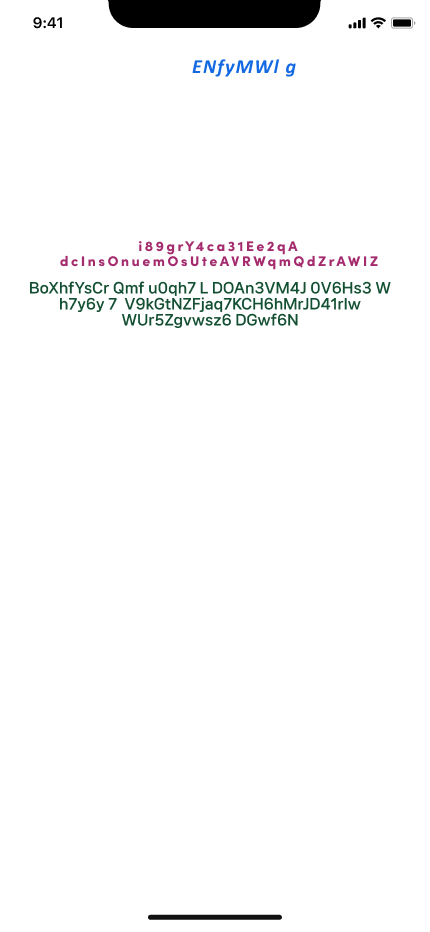 9:41
ENfyMWl g
i89grY4ca31Ee2qA
dcInsOnuemOsUteAVRWqmQdZrAWIZ
BoXhfYsCr Qmf u0qh7 L DOAn3VM4J 0V6Hs3 W
h7y6y 7  V9kGtNZFjaq7KCH6hMrJD41rIw
WUr5Zgvwsz6 DGwf6N